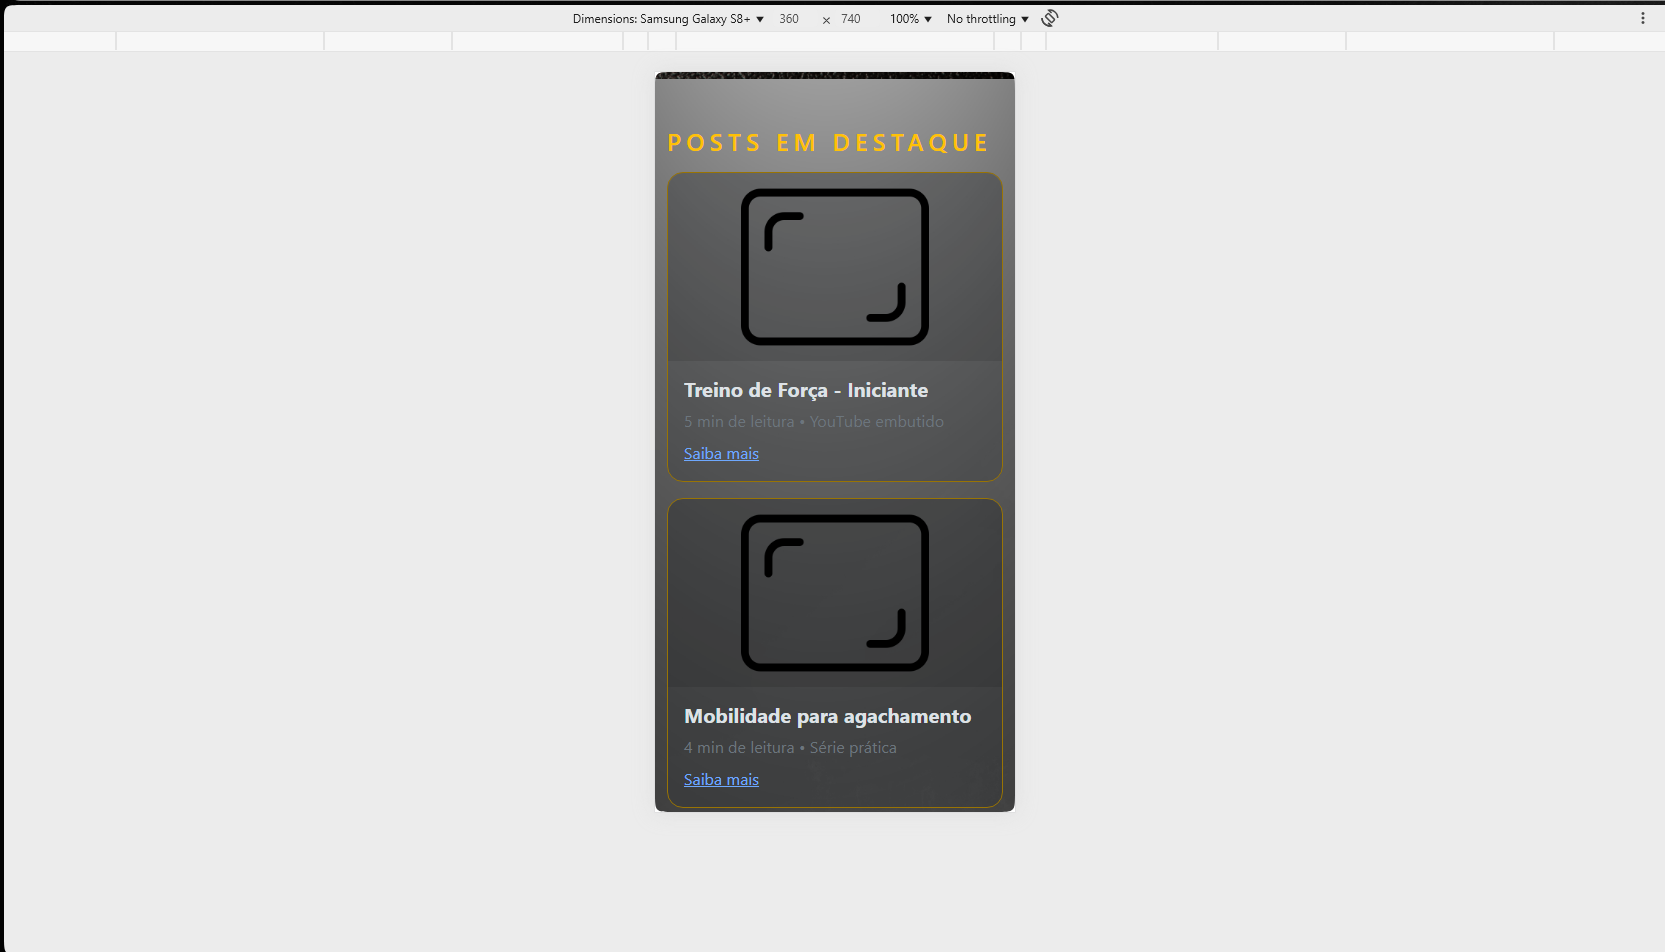 Dimensions: Samsung Galaxy S8+ ▼ 360 × 740 100% ▼ No throttling ▼
POSTS EM DESTAQUE
Treino de Força - Iniciante
5 min de leitura • YouTube embutido
Saiba mais
Mobilidade para agachamento
4 min de leitura • Série prática
Saiba mais